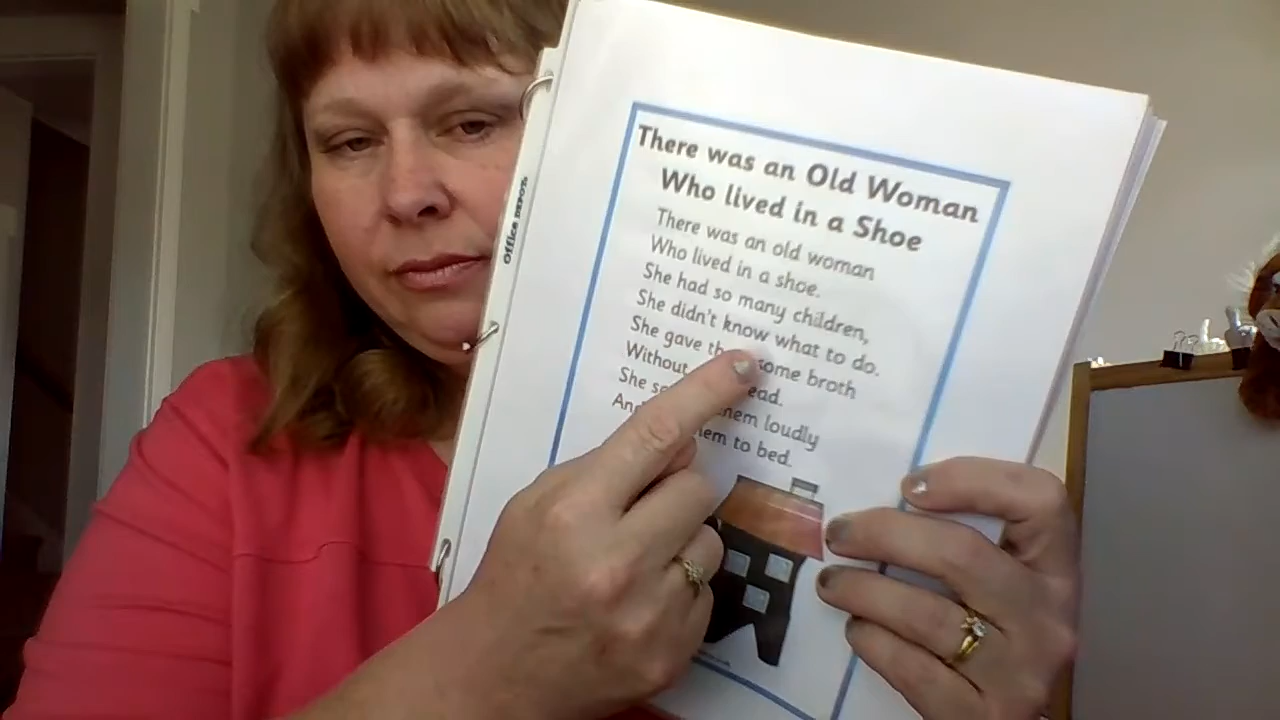 There was an Old Woman
Who lived in a Shoe
There was an old woman
Who lived in a shoe.
She had so many children,
She didn't know what to do.
She gave some broth
Without
She them loudly
to bed.
Office DEPOT